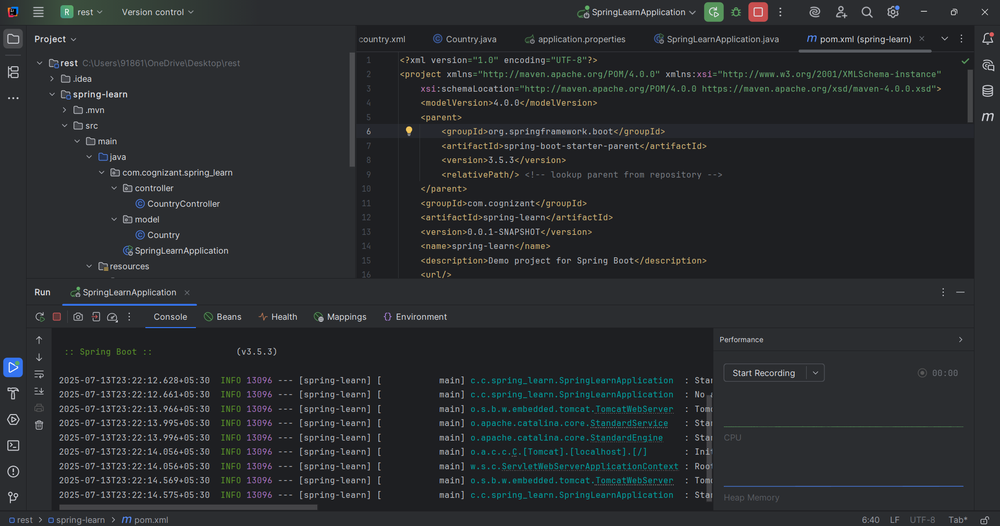 R rest
Version control
SpringLearnApplication
Project
country.xml
Country.java
application.properties
SpringLearnApplication.java
m pom.xml (spring-learn)
rest C:\Users\91861\OneDrive\Desktop\rest
.idea
spring-learn
.mvn
src
main
java
com.cognizant.spring_learn
controller
CountryController
model
Country
SpringLearnApplication
resources
1 <?xml version="1.0" encoding="UTF-8"?>
2 <project xmlns="http://maven.apache.org/POM/4.0.0" xmlns:xsi="http://www.w3.org/2001/XMLSchema-instance"
3 xsi:schemaLocation="http://maven.apache.org/POM/4.0.0 https://maven.apache.org/xsd/maven-4.0.0.xsd">
4 <modelVersion>4.0.0</modelVersion>
5 <parent>
6 <groupId>org.springframework.boot</groupId>
7 <artifactId>spring-boot-starter-parent</artifactId>
8 <version>3.5.3</version>
9 <relativePath/> <!-- lookup parent from repository -->
10 </parent>
11 <groupId>com.cognizant</groupId>
12 <artifactId>spring-learn</artifactId>
13 <version>0.0.1-SNAPSHOT</version>
14 <name>spring-learn</name>
15 <description>Demo project for Spring Boot</description>
16 <url/>
Run
SpringLearnApplication
Console
Beans
Health
Mappings
Environment
:: Spring Boot :: (v3.5.3)
2025-07-13T23:22:12.628+05:30 INFO 13096 --- [spring-learn] [ main] c.c.spring_learn.SpringLearnApplication : Star
2025-07-13T23:22:12.661+05:30 INFO 13096 --- [spring-learn] [ main] c.c.spring_learn.SpringLearnApplication : No a
2025-07-13T23:22:13.966+05:30 INFO 13096 --- [spring-learn] [ main] o.s.b.w.embedded.tomcat.TomcatWebServer : Tomc
2025-07-13T23:22:13.995+05:30 INFO 13096 --- [spring-learn] [ main] o.apache.catalina.core.StandardService : Star
2025-07-13T23:22:13.996+05:30 INFO 13096 --- [spring-learn] [ main] o.apache.catalina.core.StandardEngine : Star
2025-07-13T23:22:14.056+05:30 INFO 13096 --- [spring-learn] [ main] o.a.c.c.C.[Tomcat].[localhost].[/] : Init
2025-07-13T23:22:14.056+05:30 INFO 13096 --- [spring-learn] [ main] w.s.c.ServletWebServerApplicationContext : Root
2025-07-13T23:22:14.569+05:30 INFO 13096 --- [spring-learn] [ main] o.s.b.w.embedded.tomcat.TomcatWebServer : Tomc
2025-07-13T23:22:14.575+05:30 INFO 13096 --- [spring-learn] [ main] c.c.spring_learn.SpringLearnApplication : Star
Performance
Start Recording
00:00
CPU
Heap Memory
rest > spring-learn > m pom.xml
6:40 LF UTF-8 Tab*